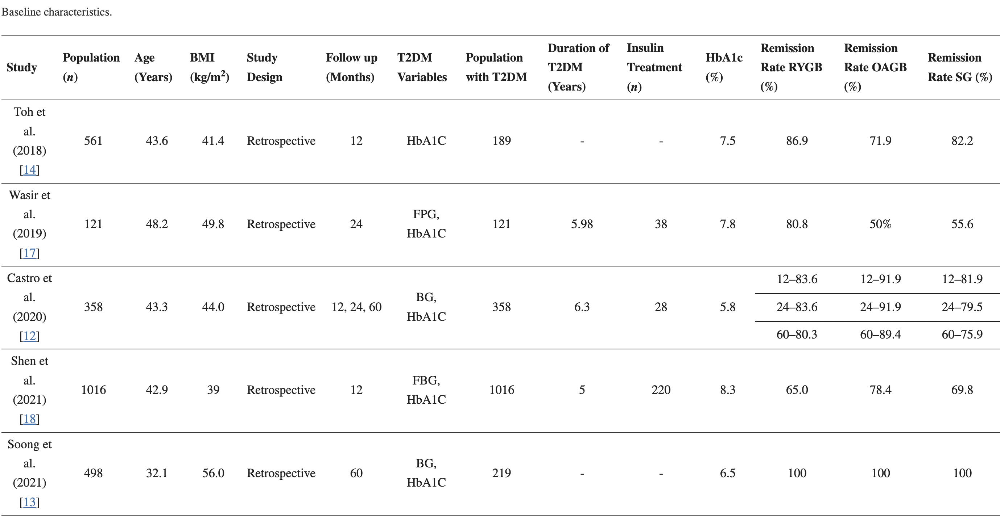 Baseline characteristics.
Study
Population
(n)
Age
(Years)
BMI
(kg/m²)
Study
Design
Follow up
(Months)
T2DM
Variables
Population
with T2DM
Duration of
T2DM
(Years)
Insulin
Treatment
(n)
HbA1c
(%)
Remission
Rate RYGB
(%)
Remission
Rate OAGB
(%)
Remission
Rate SG (%)
Toh et
al.
(2018)
[14]
561
43.6
41.4
Retrospective
12
HbA1C
189
-
-
7.5
86.9
71.9
82.2
Wasir et
al.
(2019)
[17]
121
48.2
49.8
Retrospective
24
FPG,
HbA1C
121
5.98
38
7.8
80.8
50%
55.6
Castro et
al.
(2020)
[12]
358
43.3
44.0
Retrospective
12, 24, 60
BG,
HbA1C
358
6.3
28
5.8
12–83.6
12–91.9
12–81.9
24–83.6
24–91.9
24–79.5
60–80.3
60–89.4
60–75.9
Shen et
al.
(2021)
[18]
1016
42.9
39
Retrospective
12
FBG,
HbA1C
1016
5
220
8.3
65.0
78.4
69.8
Soong et
al.
(2021)
[13]
498
32.1
56.0
Retrospective
60
BG,
HbA1C
219
-
-
6.5
100
100
100